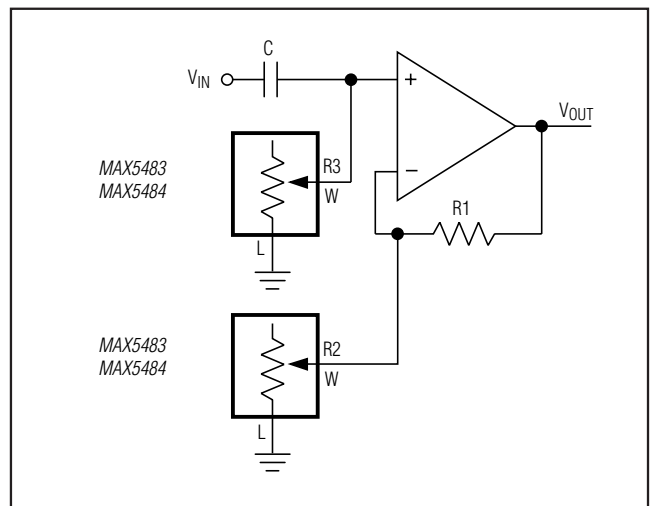 C
V_IN
+
V_OUT
MAX5483
MAX5484
R3
W
L
−
R1
MAX5483
MAX5484
R2
W
L